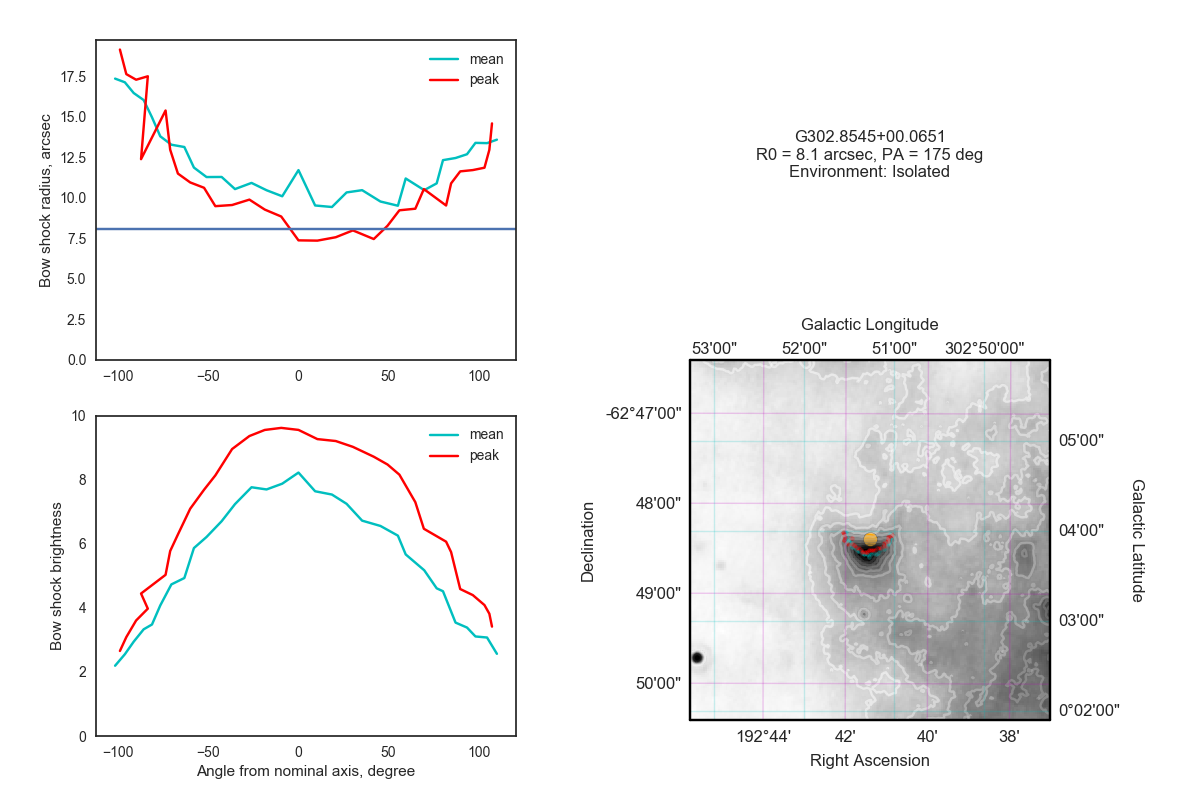 17.5
15.0
12.5
10.0
7.5
5.0
2.5
0.0
Bow shock radius, arcsec
mean
peak
−100
−50
0
50
100
10
8
6
4
2
0
Bow shock brightness
mean
peak
−100
−50
0
50
100
Angle from nominal axis, degree
G302.8545+00.0651
R0 = 8.1 arcsec, PA = 175 deg
Environment: Isolated
Galactic Longitude
53'00" 52'00" 51'00" 302°50'00"
-62°47'00"
48'00"
49'00"
50'00"
Declination
05'00"
04'00"
03'00"
0°02'00"
Galactic Latitude
192°44' 42' 40' 38'
Right Ascension